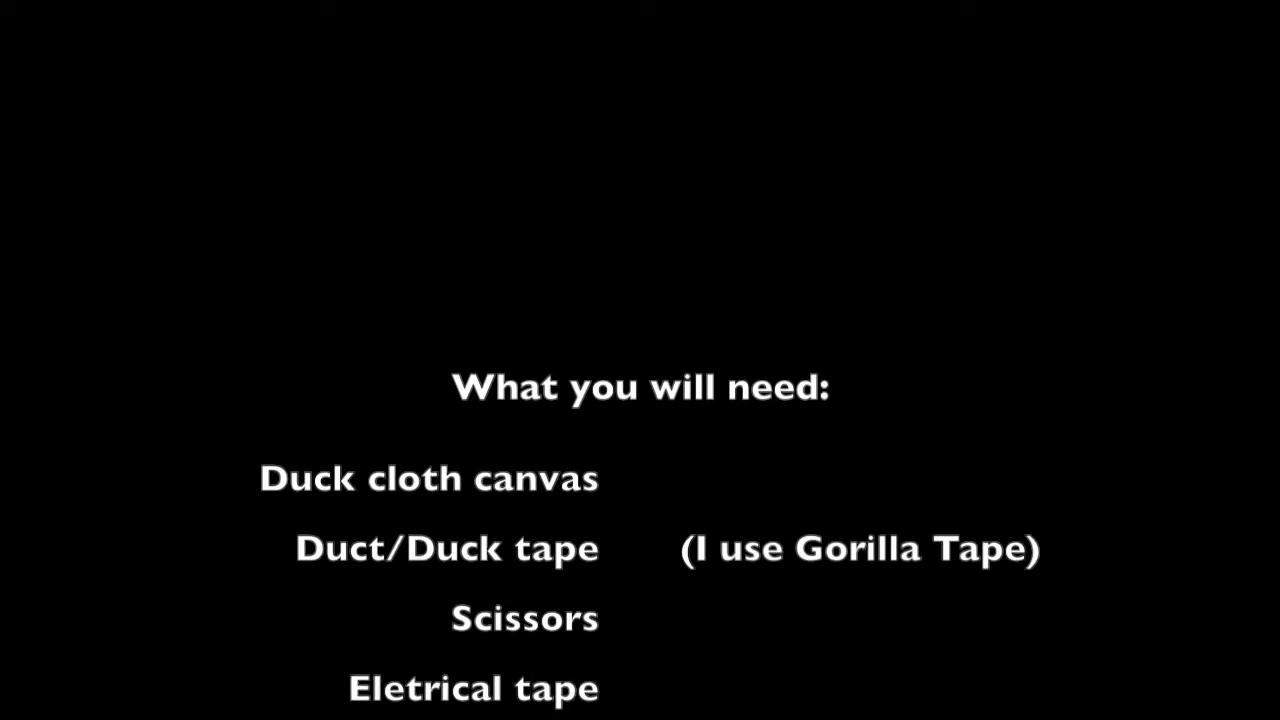 What you will need:
Duck cloth canvas
Duct/Duck tape (I use Gorilla Tape)
Scissors
Eletrical tape